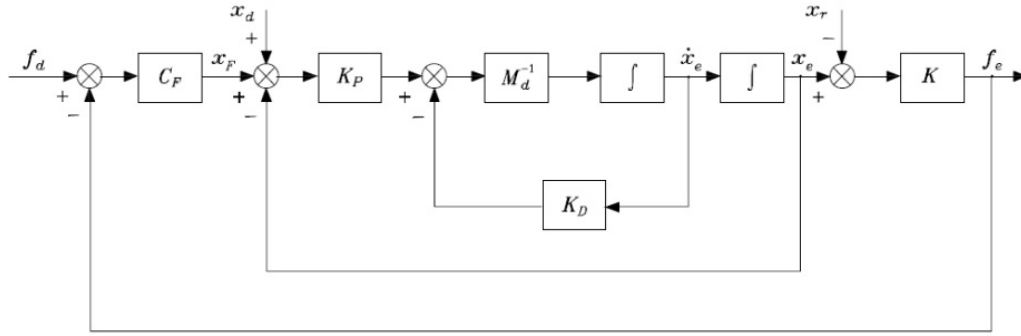 x_d x_r
f_d C_F x_F K_P M_d^{-1} ∫ ẋ_e ∫ x_e K f_e
+ − + + − + − + −
K_D